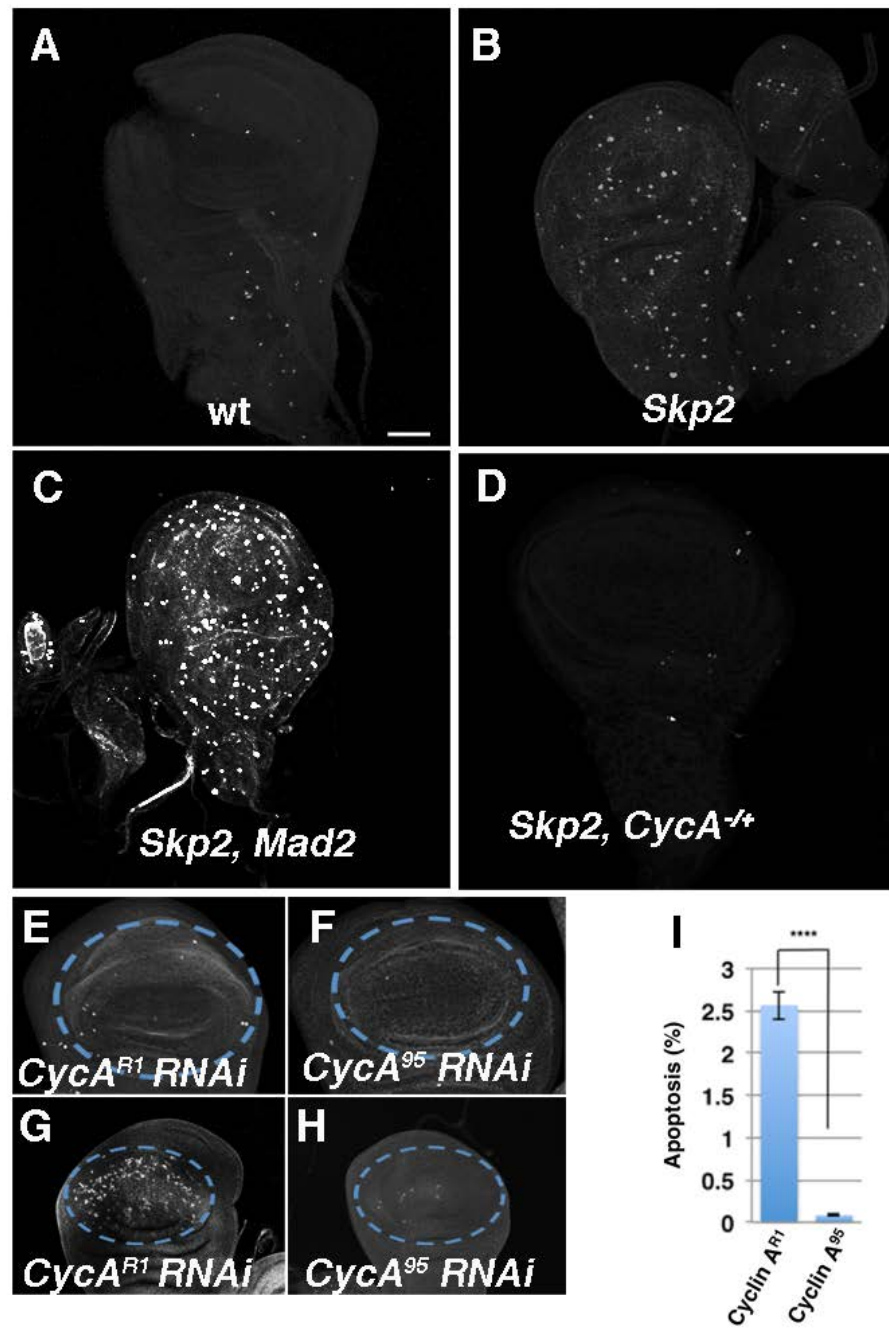 A
wt
B
Skp2
C
Skp2, Mad2
D
Skp2, CycA-/+
E
CycAR1 RNAi
F
CycA95 RNAi
G
CycAR1 RNAi
H
CycA95 RNAi
I
****
3
2.5
2
1.5
1
0.5
0
Apoptosis (%)
Cyclin AR1
Cyclin A95